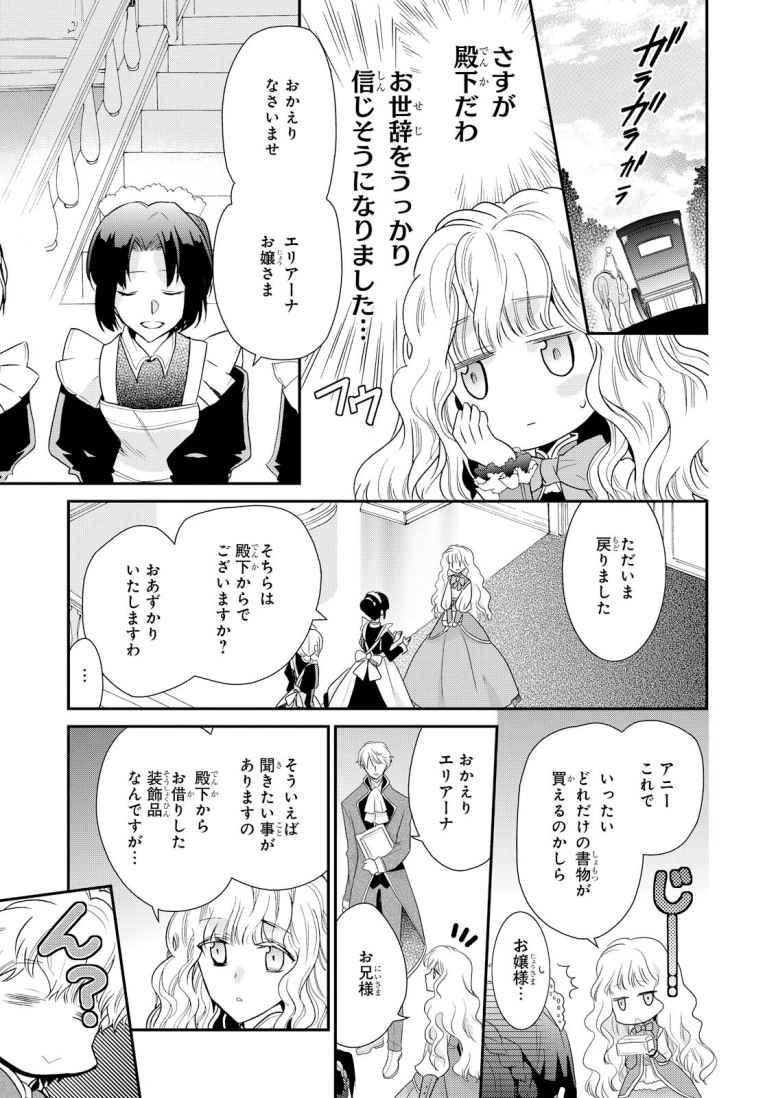 ガラガラガラ
さすが
殿下だわ
お世辞をうっかり
信じそうになりました…
フゥ
おかえり
なさいませ
エリアーナ
お嬢さま
ただいま
戻りました
そちらは
殿下からで
ございますか?
おあずかり
いたしますわ
…
アニー
これで
いったい
どれだけの書物が
買えるのかしら
じー…
お嬢様…
おかえり
エリアーナ
お兄様
そういえば
聞きたい事が
ありますの
殿下から
お借りした
装飾品
なんですが…
ん?